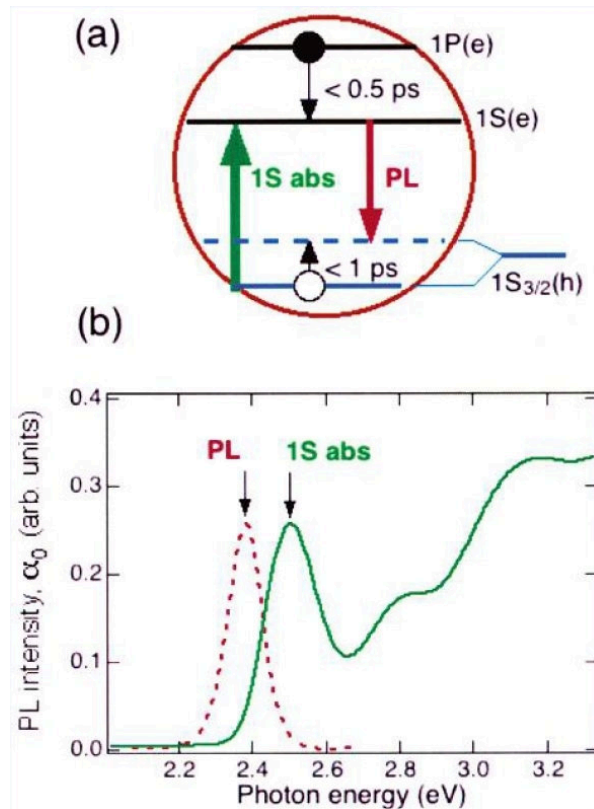 (a)
1P(e)
< 0.5 ps
1S(e)
1S abs
PL
< 1 ps
1S3/2(h)
(b)
0.4
0.3
0.2
0.1
0.0
PL intensity, α0 (arb. units)
PL
1S abs
2.2 2.4 2.6 2.8 3.0 3.2
Photon energy (eV)